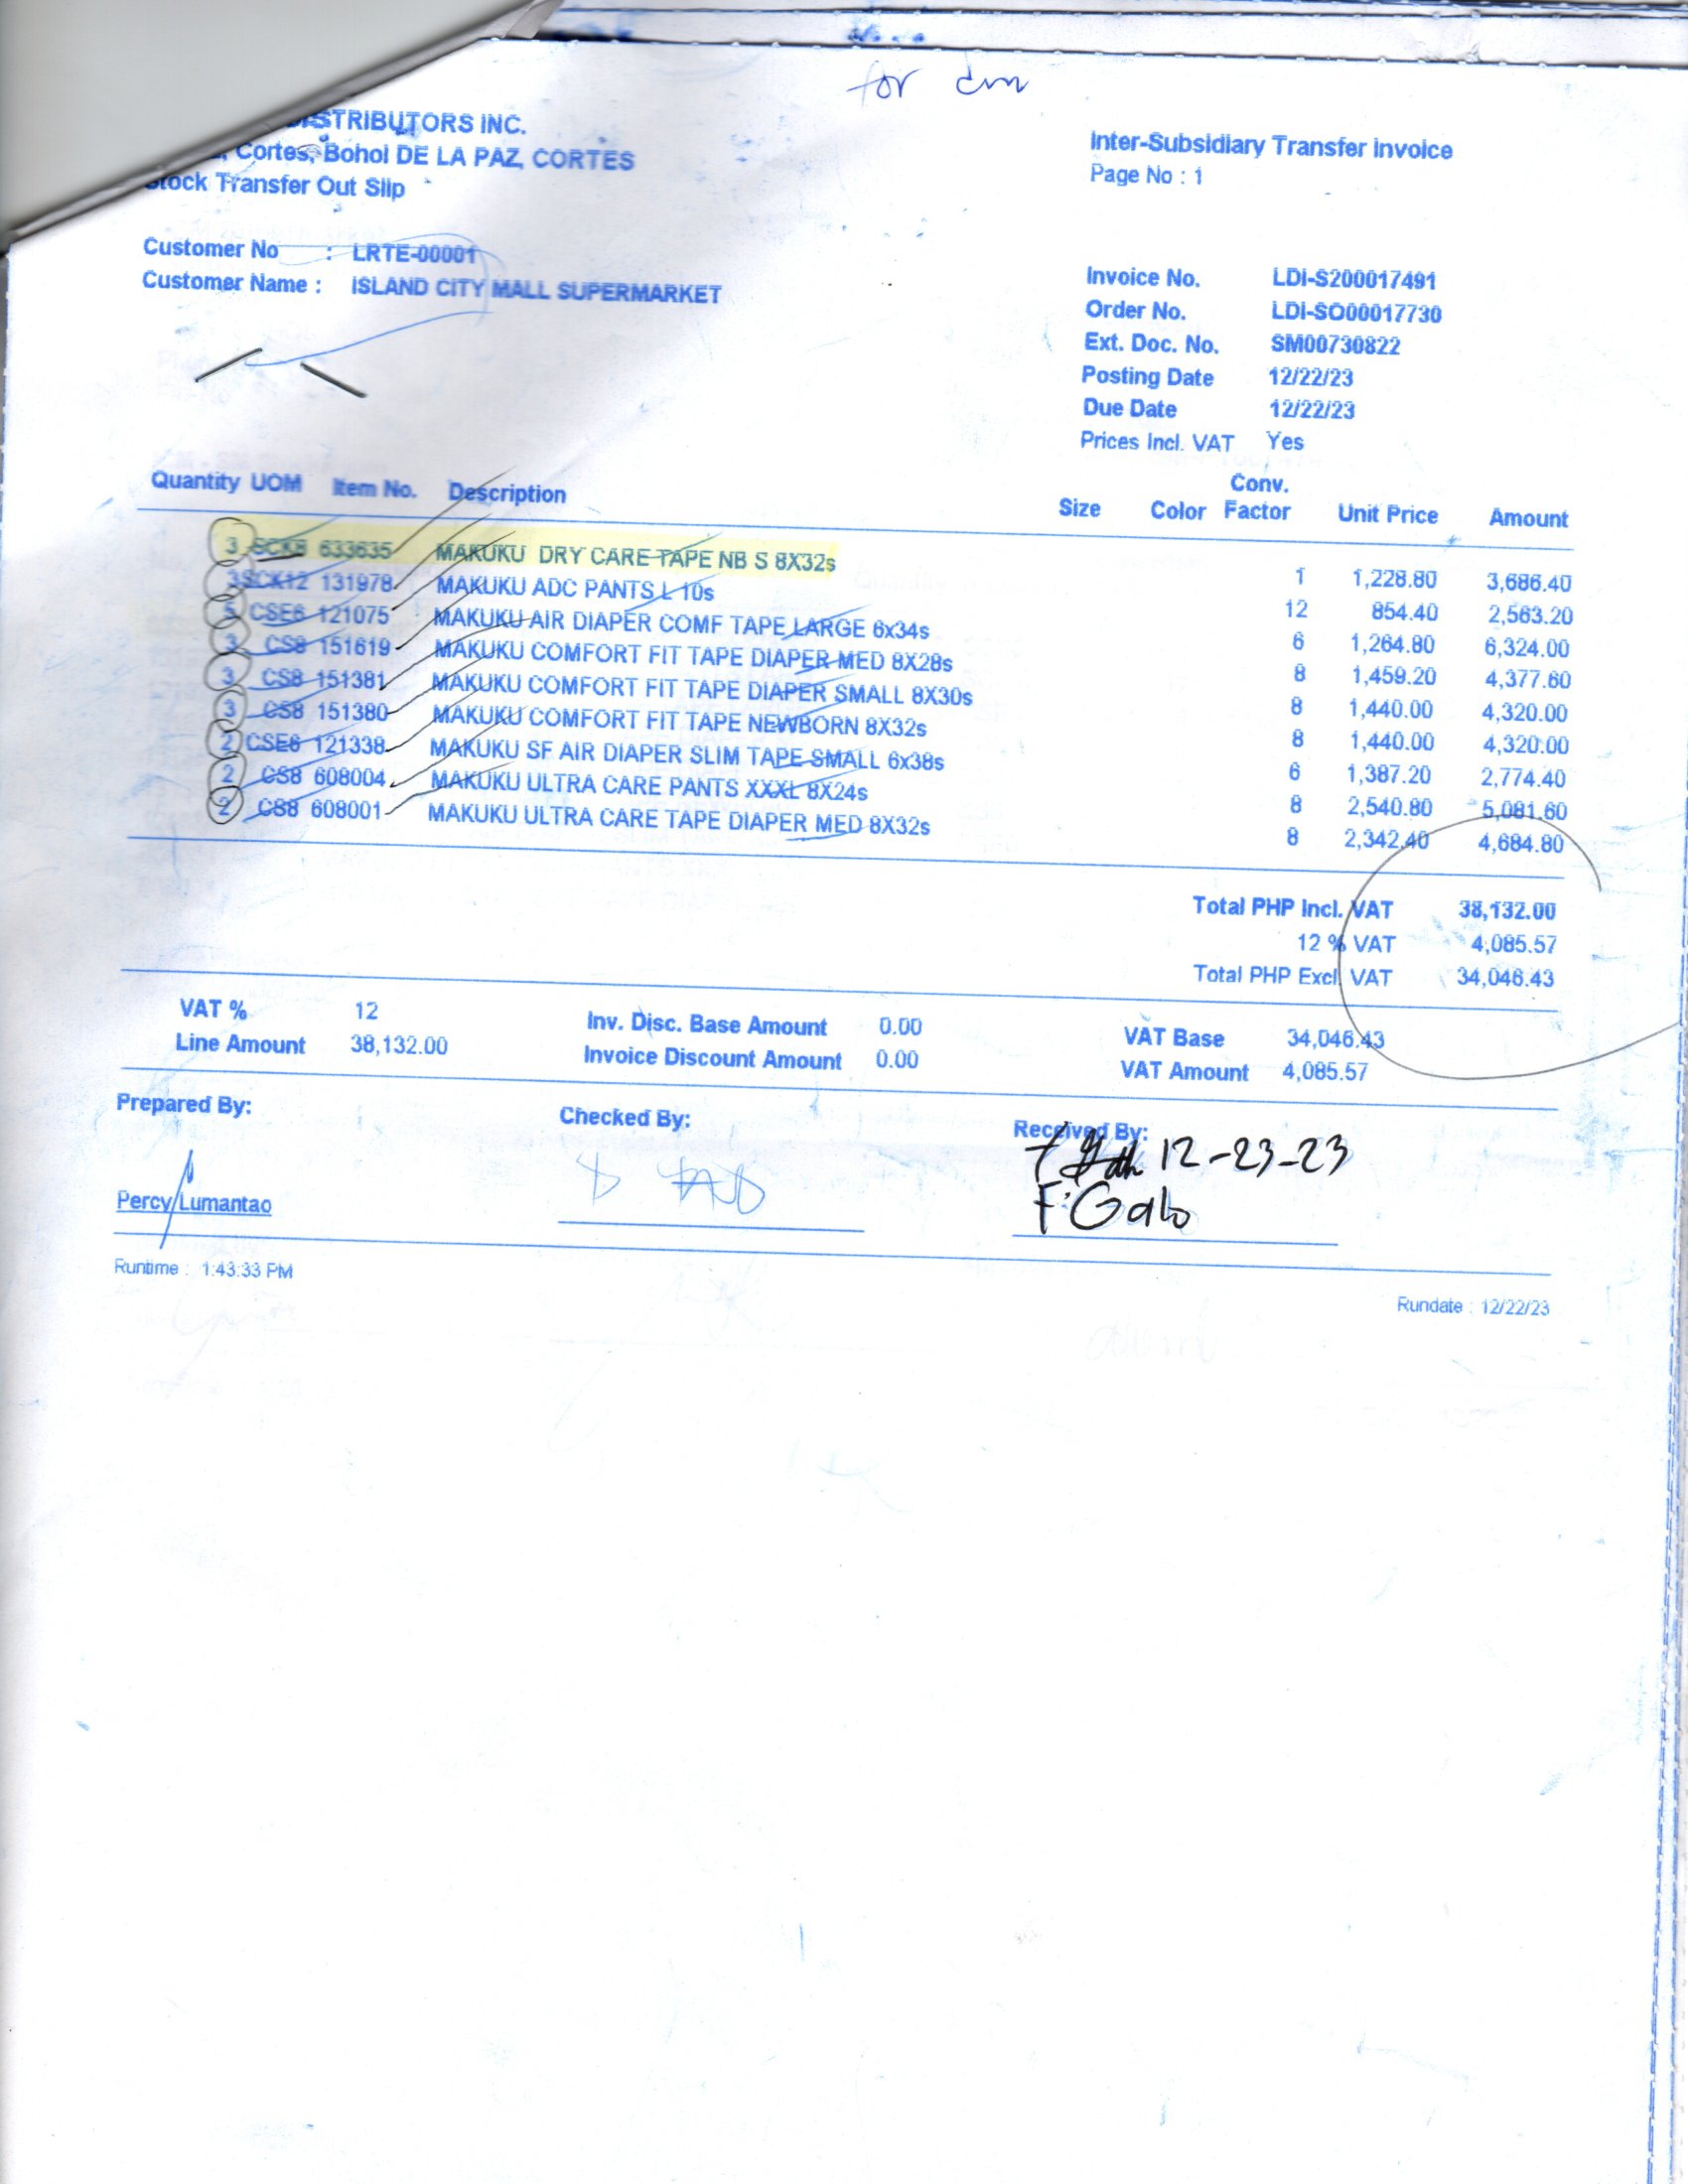 for dm
STRIBUTORS INC.
Cortes, Bohol DE LA PAZ, CORTES
Stock Transfer Out Slip
Inter-Subsidiary Transfer Invoice
Page No : 1
Customer No : LRTE-00001
Customer Name : ISLAND CITY MALL SUPERMARKET
Invoice No. LDI-S200017491
Order No. LDI-SO00017730
Ext. Doc. No. SM00730822
Posting Date 12/22/23
Due Date 12/22/23
Prices Incl. VAT Yes
Quantity UOM Item No. Description Size Color Conv. Factor Unit Price Amount
3 SCK8 633635 MAKUKU DRY CARE TAPE NB S 8X32s 1 1,228.80 3,686.40
3 SCK12 131978 MAKUKU ADC PANTS L 10s 12 854.40 2,563.20
5 CSE6 121075 MAKUKU AIR DIAPER COMF TAPE LARGE 6x34s 6 1,264.80 6,324.00
3 CS8 151619 MAKUKU COMFORT FIT TAPE DIAPER MED 8X28s 8 1,459.20 4,377.60
3 CS8 151381 MAKUKU COMFORT FIT TAPE DIAPER SMALL 8X30s 8 1,440.00 4,320.00
3 CS8 151380 MAKUKU COMFORT FIT TAPE NEWBORN 8X32s 8 1,440.00 4,320.00
2 CSE6 121338 MAKUKU SF AIR DIAPER SLIM TAPE SMALL 6x38s 6 1,387.20 2,774.40
2 CS8 608004 MAKUKU ULTRA CARE PANTS XXXL 8X24s 8 2,540.80 5,081.60
2 CS8 608001 MAKUKU ULTRA CARE TAPE DIAPER MED 8X32s 8 2,342.40 4,684.80
Total PHP Incl. VAT 38,132.00
12 % VAT 4,085.57
Total PHP Excl. VAT 34,046.43
VAT % 12 Inv. Disc. Base Amount 0.00 VAT Base 34,046.43
Line Amount 38,132.00 Invoice Discount Amount 0.00 VAT Amount 4,085.57
Prepared By: Checked By: Received By:
12-23-23
Percy Lumantao F. Galo
Runtime : 1:43:33 PM
Rundate : 12/22/23